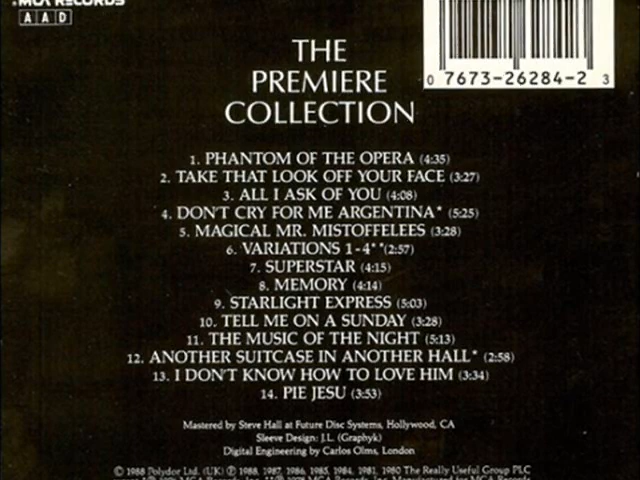 MCA RECORDS
A A D
0 7673-26284-2 3
THE
PREMIERE
COLLECTION
1. PHANTOM OF THE OPERA (4:35)
2. TAKE THAT LOOK OFF YOUR FACE (3:27)
3. ALL I ASK OF YOU (4:08)
4. DON'T CRY FOR ME ARGENTINA* (5:25)
5. MAGICAL MR. MISTOFFELEES (3:28)
6. VARIATIONS 1-4**(2:57)
7. SUPERSTAR (4:15)
8. MEMORY (4:14)
9. STARLIGHT EXPRESS (5:03)
10. TELL ME ON A SUNDAY (3:28)
11. THE MUSIC OF THE NIGHT (5:13)
12. ANOTHER SUITCASE IN ANOTHER HALL* (2:58)
13. I DON'T KNOW HOW TO LOVE HIM (3:34)
14. PIE JESU (3:53)
Mastered by Steve Hall at Future Disc Systems, Hollywood, CA
Sleeve Design: J.L. (Graphyk)
Digital Engineering by Carlos Olms, London
© 1988 Polydor Ltd. (UK) ℗ 1988, 1987, 1986, 1985, 1984, 1981, 1980 The Really Useful Group PLC